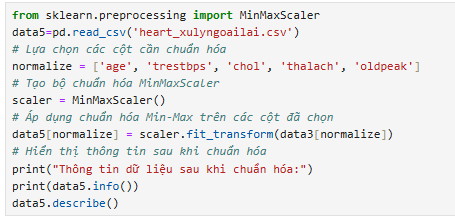 from sklearn.preprocessing import MinMaxScaler
data5=pd.read_csv('heart_xulyngoailai.csv')
# Lựa chọn các cột cần chuẩn hóa
normalize = ['age', 'trestbps', 'chol', 'thalach', 'oldpeak']
# Tạo bộ chuẩn hóa MinMaxScaler
scaler = MinMaxScaler()
# Áp dụng chuẩn hóa Min-Max trên các cột đã chọn
data5[normalize] = scaler.fit_transform(data3[normalize])
# Hiển thị thông tin sau khi chuẩn hóa
print("Thông tin dữ liệu sau khi chuẩn hóa:")
print(data5.info())
data5.describe()